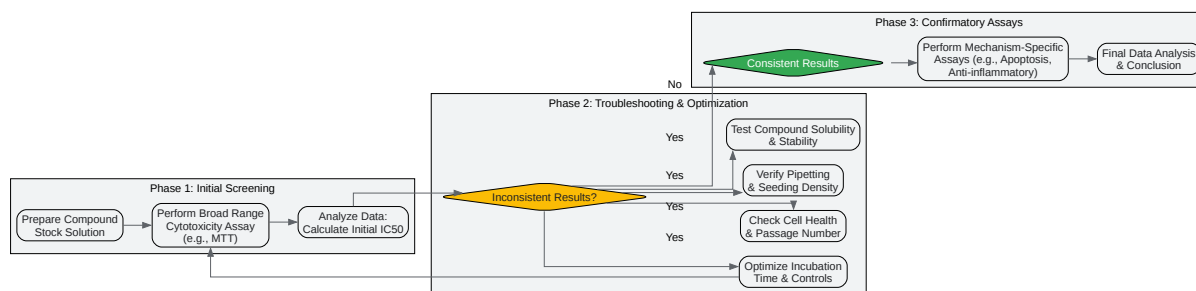 Phase 3: Confirmatory Assays
Consistent Results
Perform Mechanism-Specific
Assays (e.g., Apoptosis,
Anti-inflammatory)
Final Data Analysis
& Conclusion
No
Phase 2: Troubleshooting & Optimization
Yes
Test Compound Solubility
& Stability
Yes
Verify Pipetting
& Seeding Density
Inconsistent Results?
Yes
Check Cell Health
& Passage Number
Yes
Optimize Incubation
Time & Controls
Phase 1: Initial Screening
Prepare Compound
Stock Solution
Perform Broad Range
Cytotoxicity Assay
(e.g., MTT)
Analyze Data:
Calculate Initial IC50